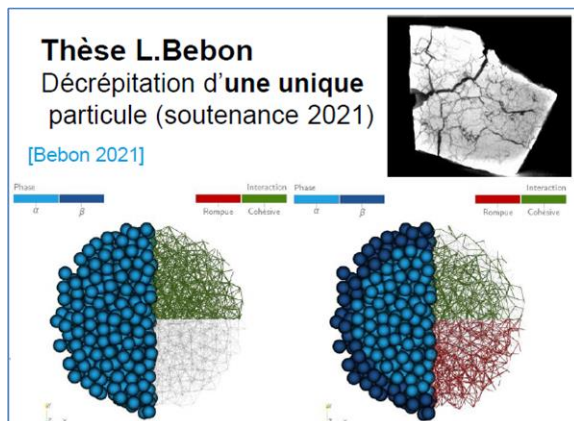 Thèse L.Bebon
Décrépitation d'une unique
particule (soutenance 2021)
[Bebon 2021]
Phase
α β
Interaction
Rompue Cohésive
Phase
α β
Interaction
Rompue Cohésive